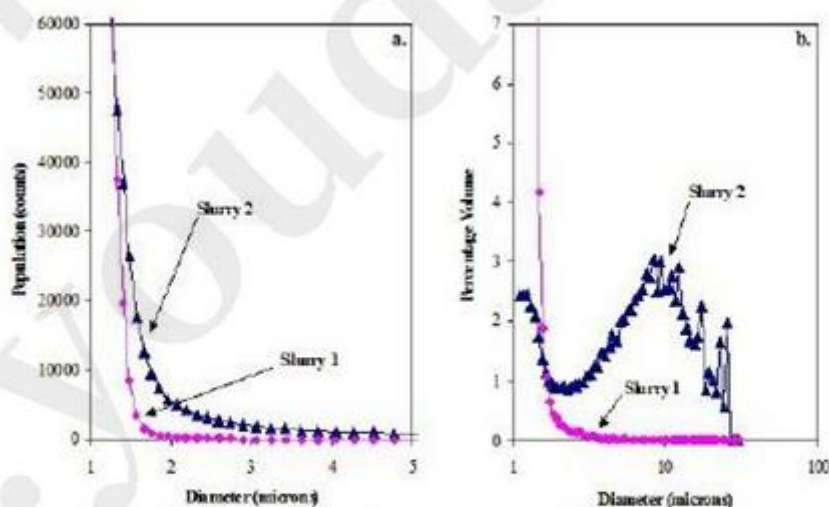 60000
50000
40000
30000
20000
10000
0
Population (counts)
a.
Slurry 2
Slurry 1
1
2
3
4
5
Diameter (microns)
7
6
5
4
3
2
1
0
Percentage Volume
b.
Slurry 2
Slurry 1
1
10
100
Diameter (microns)